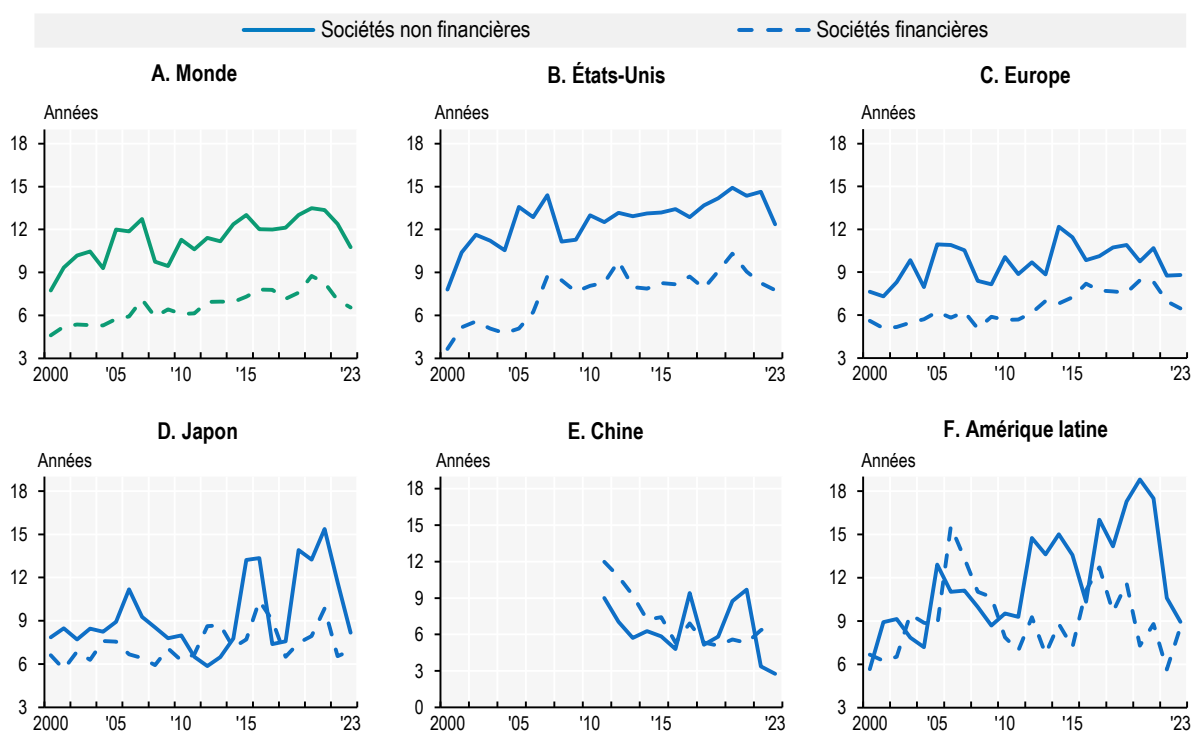 Sociétés non financières Sociétés financières
A. Monde B. États-Unis C. Europe
Années Années Années
18 18 18
15 15 15
12 12 12
9 9 9
6 6 6
3 3 3
2000 '05 '10 '15 '23 2000 '05 '10 '15 '23 2000 '05 '10 '15 '23
D. Japon E. Chine F. Amérique latine
Années Années Années
18 18 18
15 15 15
12 12 12
9 9 9
6 6 6
3 3 3
0
2000 '05 '10 '15 '23 2000 '05 '10 '15 '23 2000 '05 '10 '15 '23